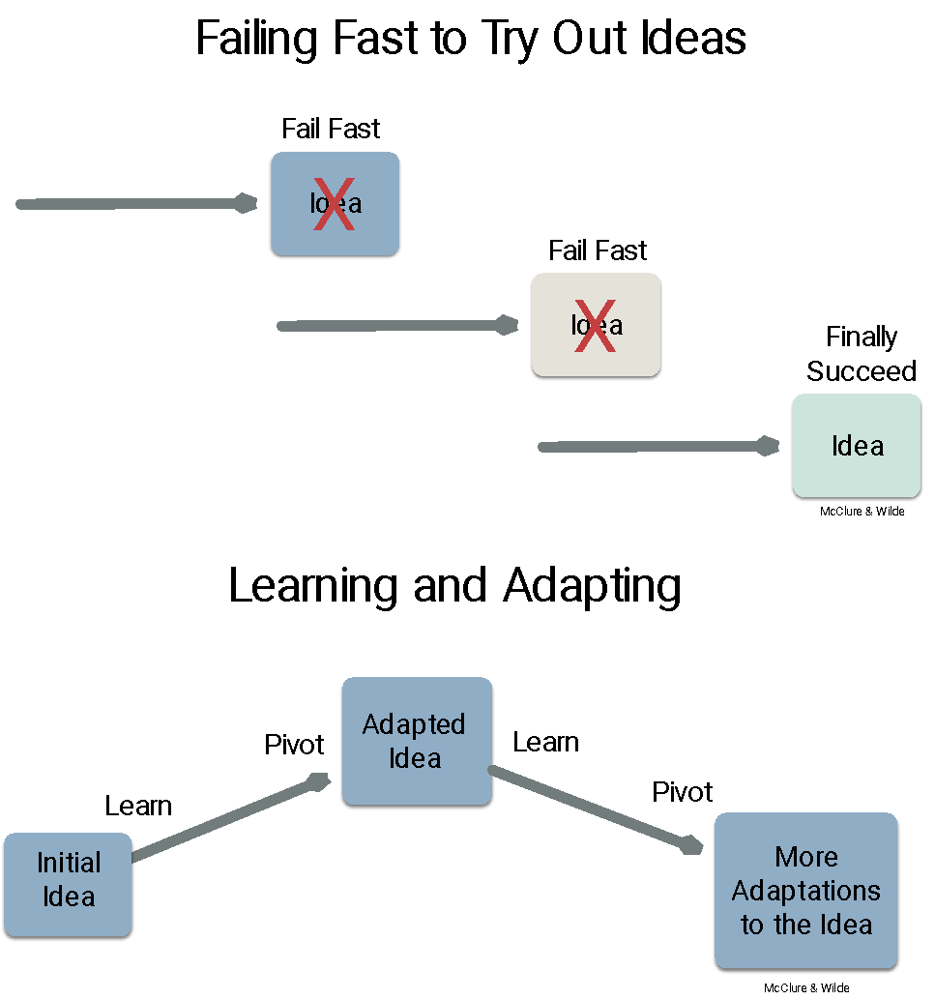 Failing Fast to Try Out Ideas
Fail Fast
Idea
X
Fail Fast
Idea
X
Finally
Succeed
Idea
McClure & Wilde
Learning and Adapting
Initial
Idea
Learn
Pivot
Adapted
Idea
Learn
Pivot
More
Adaptations
to the Idea
McClure & Wilde